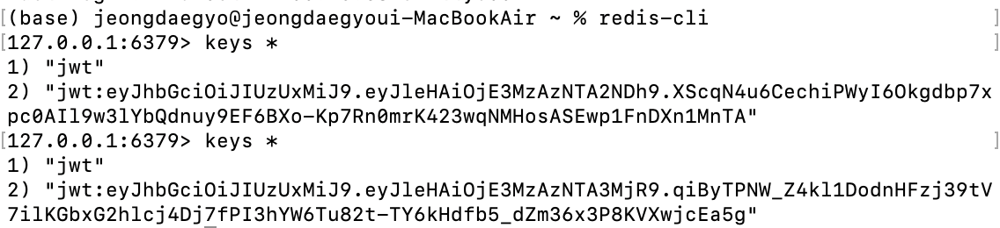 (base) jeongdaegyo@jeongdaegyoui-MacBookAir ~ % redis-cli
127.0.0.1:6379> keys *
1) "jwt"
2) "jwt:eyJhbGciOiJIUzUxMiJ9.eyJleHAiOjE3MzAzNTA2NDh9.XScqN4u6CechiPWyI6Okgdbp7x
pc0AIl9w3lYbQdnuy9EF6BXo-Kp7Rn0mrK423wqNMHosASEwp1FnDXn1MnTA"
127.0.0.1:6379> keys *
1) "jwt"
2) "jwt:eyJhbGciOiJIUzUxMiJ9.eyJleHAiOjE3MzAzNTA3MjR9.qiByTPNW_Z4kl1DodnHFzj39tV
7ilKGbxG2hlcj4Dj7fPI3hYW6Tu82t-TY6kHdfb5_dZm36x3P8KVXwjcEa5g"